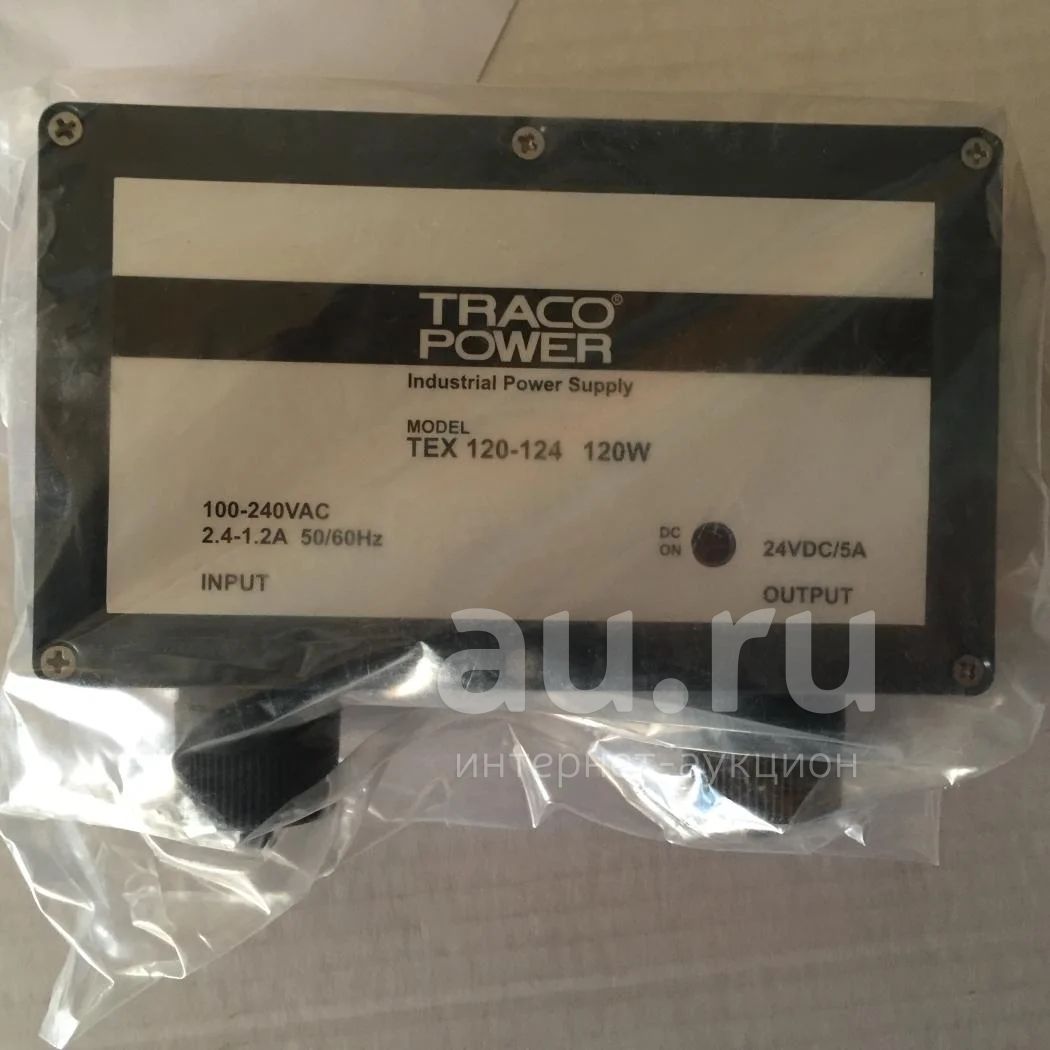 TRACO®
POWER
Industrial Power Supply
MODEL
TEX 120-124 120W
100-240VAC
2.4-1.2A 50/60Hz
INPUT
DC
ON
24VDC/5A
OUTPUT
au.ru
интернет-аукцион